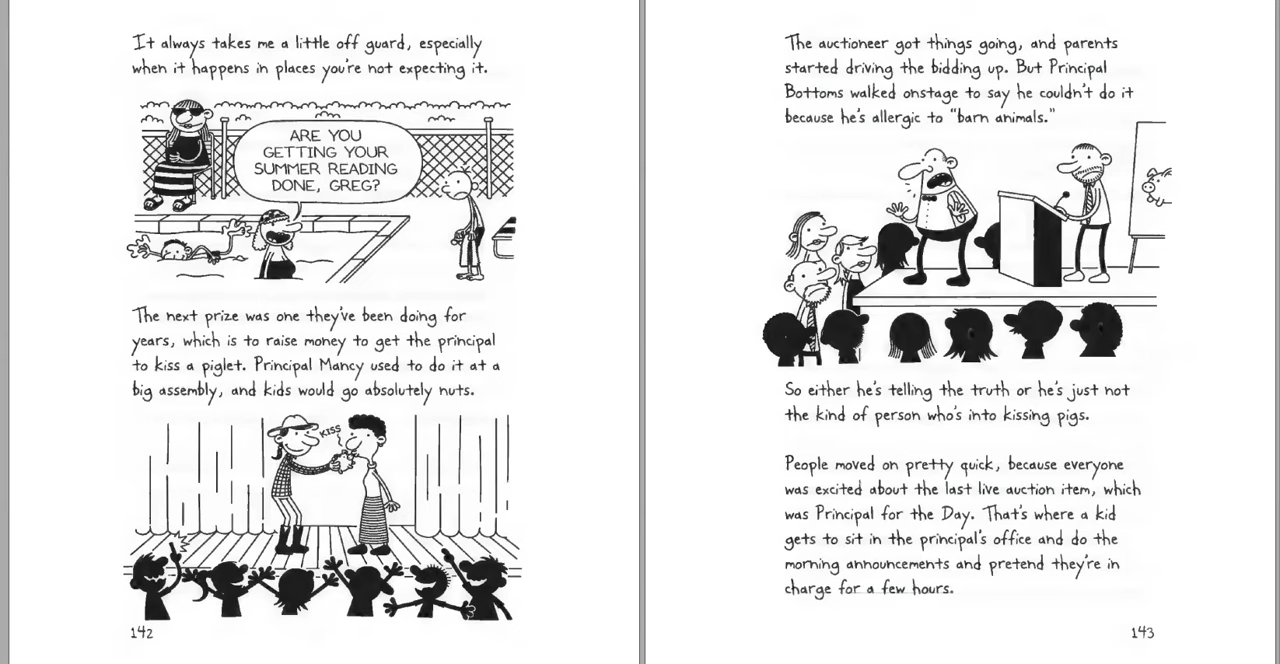 It always takes me a little off guard, especially
when it happens in places you're not expecting it.
ARE YOU
GETTING YOUR
SUMMER READING
DONE, GREG?
The next prize was one they've been doing for
years, which is to raise money to get the principal
to kiss a piglet. Principal Mancy used to do it at a
big assembly, and kids would go absolutely nuts.
KISS
142
The auctioneer got things going, and parents
started driving the bidding up. But Principal
Bottoms walked onstage to say he couldn't do it
because he's allergic to "barn animals."
So either he's telling the truth or he's just not
the kind of person who's into kissing pigs.
People moved on pretty quick, because everyone
was excited about the last live auction item, which
was Principal for the Day. That's where a kid
gets to sit in the principal's office and do the
morning announcements and pretend they're in
charge for a few hours.
143